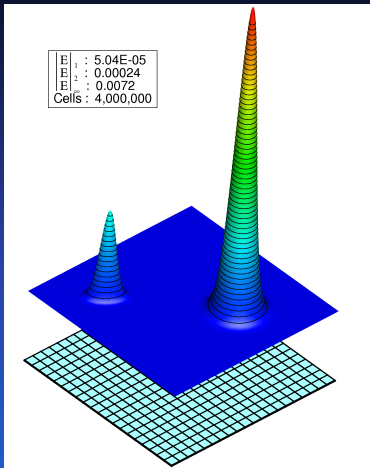 |E|₁ : 5.04E-05
|E|₂ : 0.00024
|E|∞ : 0.0072
Cells : 4,000,000